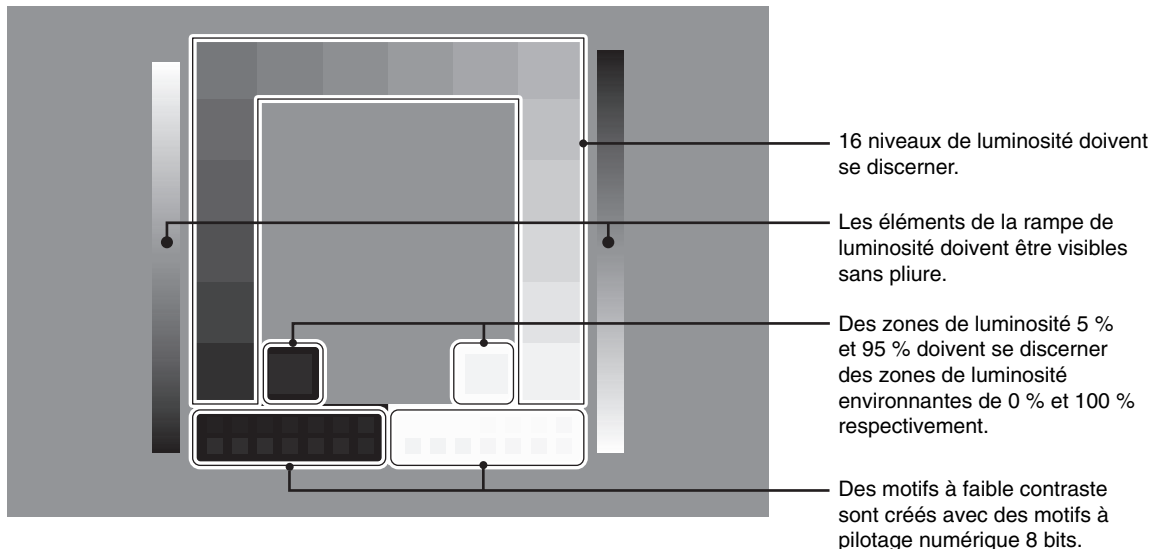 16 niveaux de luminosité doivent
se discerner.
Les éléments de la rampe de
luminosité doivent être visibles
sans pliure.
Des zones de luminosité 5 %
et 95 % doivent se discerner
des zones de luminosité
environnantes de 0 % et 100 %
respectivement.
Des motifs à faible contraste
sont créés avec des motifs à
pilotage numérique 8 bits.